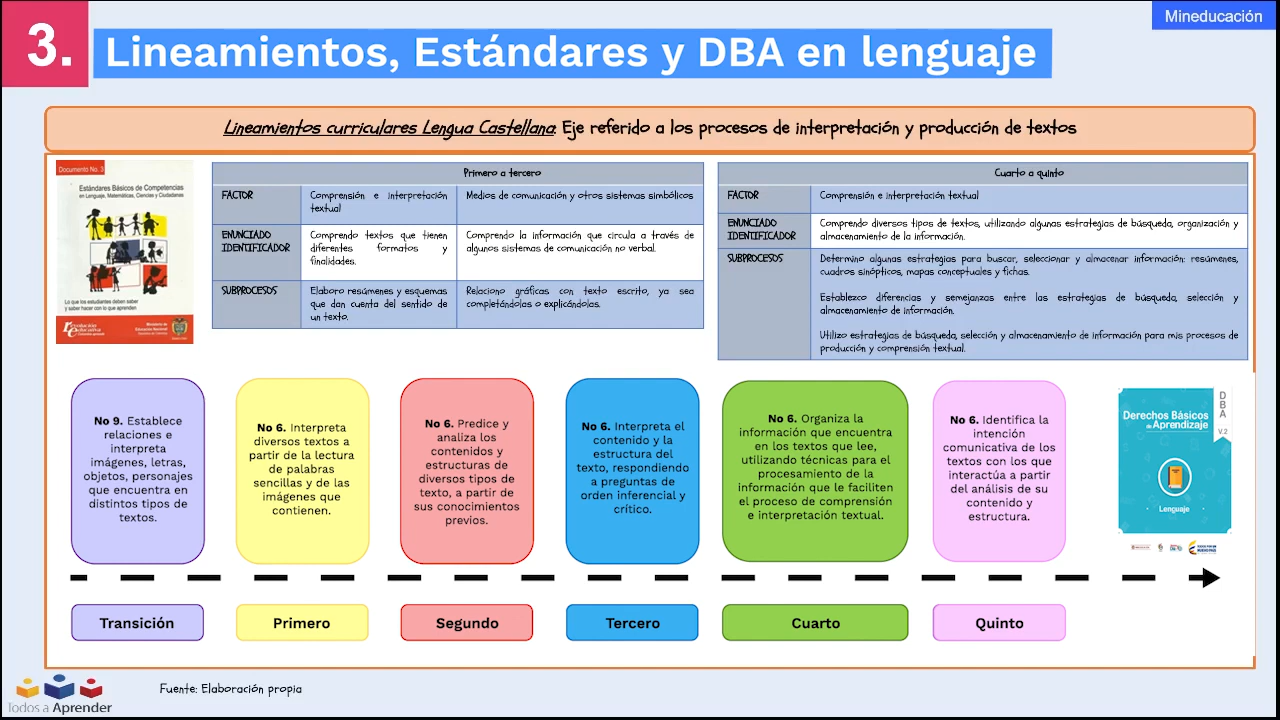 Mineducación
3.
Lineamientos, Estándares y DBA en lenguaje
Lineamientos curriculares Lengua Castellana: Eje referido a los procesos de interpretación y producción de textos
Documento No. 3
Estándares Básicos de Competencias
en Lenguaje, Matemáticas, Ciencias y Ciudadanas
Lo que los estudiantes deben saber
y saber hacer con lo que aprenden
Primero a tercero
FACTOR
Comprensión e interpretación
textual
Medios de comunicación y otros sistemas simbólicos
ENUNCIADO
IDENTIFICADOR
Comprendo textos que tienen
diferentes formatos y
finalidades.
Comprendo la información que circula a través de
algunos sistemas de comunicación no verbal.
SUBPROCESOS
Elaboro resúmenes y esquemas
que dan cuenta del sentido de
un texto.
Relaciono gráficas con texto escrito, ya sea
completándolas o explicándolas.
Cuarto a quinto
FACTOR
Comprensión e interpretación textual
ENUNCIADO
IDENTIFICADOR
Comprendo diversos tipos de textos, utilizando algunas estrategias de búsqueda, organización y
almacenamiento de la información.
SUBPROCESOS
Determino algunas estrategias para buscar, seleccionar y almacenar información: resúmenes,
cuadros sinópticos, mapas conceptuales y fichas.
Establezco diferencias y semejanzas entre las estrategias de búsqueda, selección y
almacenamiento de información.
Utilizo estrategias de búsqueda, selección y almacenamiento de información para mis procesos de
producción y comprensión textual.
No 9. Establece
relaciones e
interpreta
imágenes, letras,
objetos, personajes
que encuentra en
distintos tipos de
textos.
No 6. Interpreta
diversos textos a
partir de la lectura
de palabras
sencillas y de las
imágenes que
contienen.
No 6. Predice y
analiza los
contenidos y
estructuras de
diversos tipos de
texto, a partir de
sus conocimientos
previos.
No 6. Interpreta el
contenido y la
estructura del
texto, respondiendo
a preguntas de
orden inferencial y
crítico.
No 6. Organiza la
información que encuentra
en los textos que lee,
utilizando técnicas para el
procesamiento de la
información que le faciliten
el proceso de comprensión
e interpretación textual.
No 6. Identifica la
intención
comunicativa de los
textos con los que
interactúa a partir
del análisis de su
contenido y
estructura.
DBA
V.2
Derechos Básicos
de Aprendizaje
Lenguaje
Transición
Primero
Segundo
Tercero
Cuarto
Quinto
Todos a Aprender
Fuente: Elaboración propia